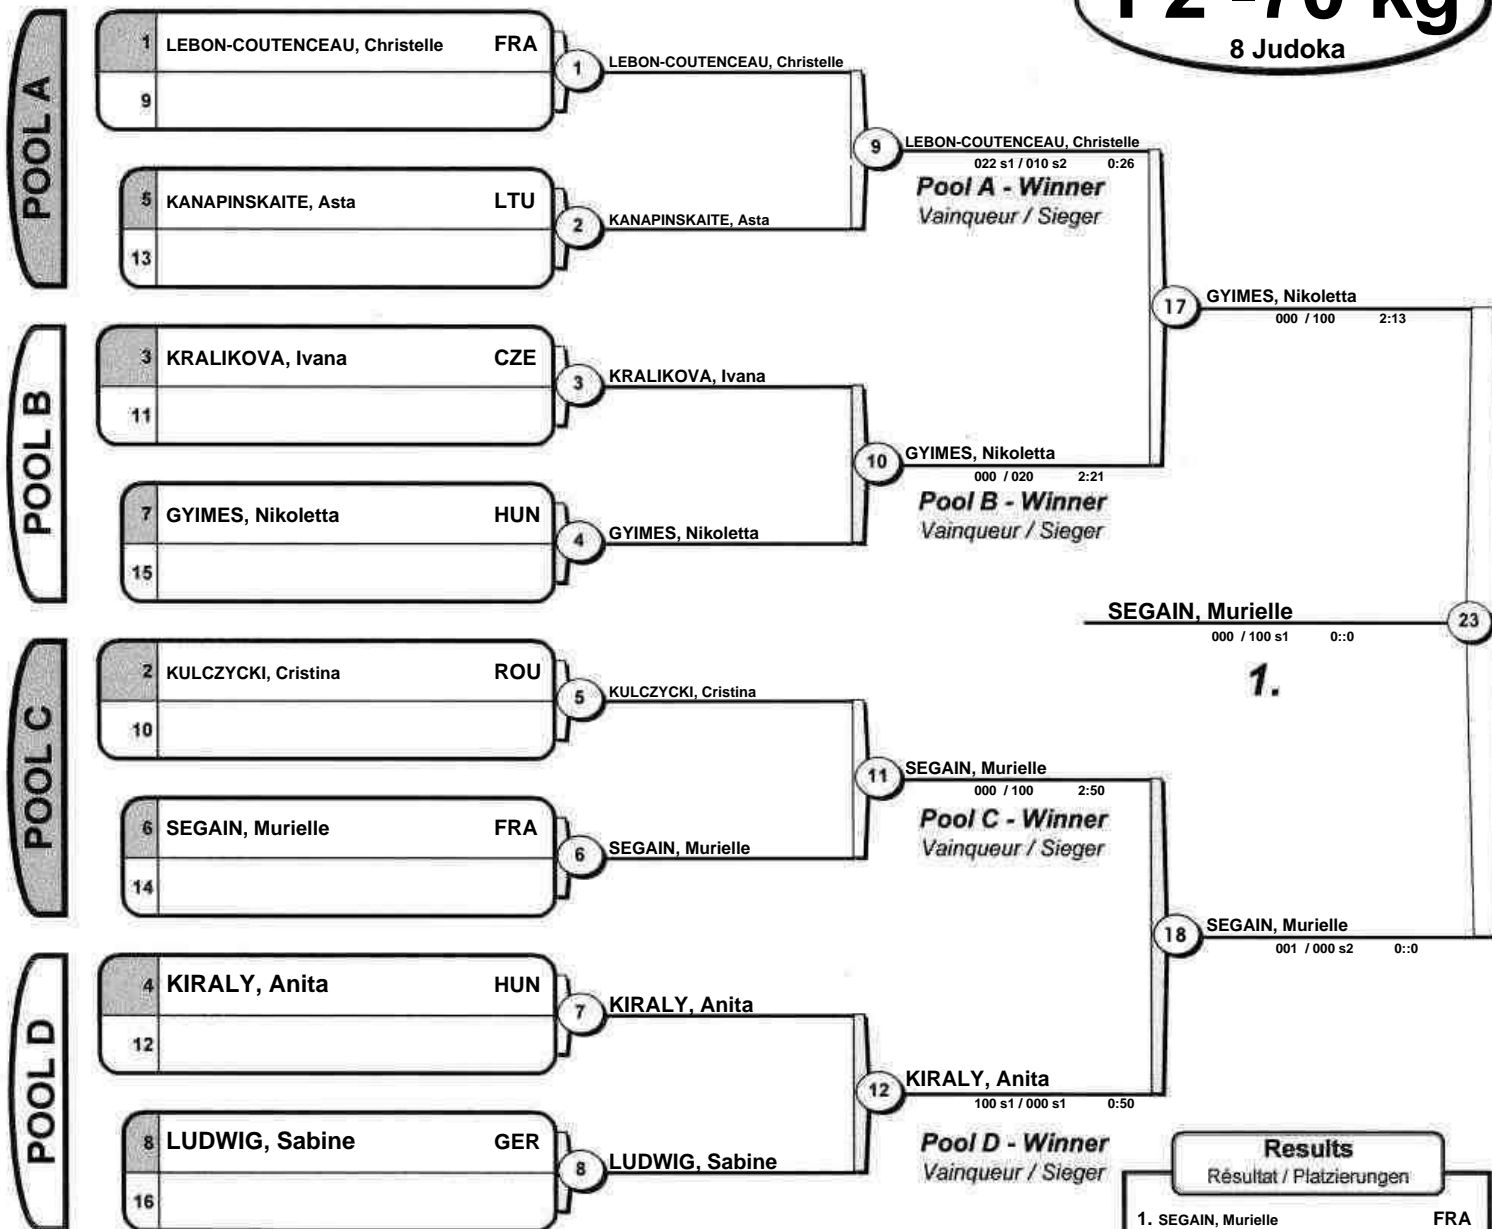 8 Judoka
POOL A
1 LEBON-COUTENCEAU, Christelle FRA
9
1 LEBON-COUTENCEAU, Christelle
5 KANAPINSKAITE, Asta LTU
13
2 KANAPINSKAITE, Asta
9 LEBON-COUTENCEAU, Christelle
022 s1 / 010 s2 0:26
Pool A - Winner
Vainqueur / Sieger
POOL B
3 KRALIKOVA, Ivana CZE
11
3 KRALIKOVA, Ivana
7 GYIMES, Nikoletta HUN
15
4 GYIMES, Nikoletta
10 GYIMES, Nikoletta
000 / 020 2:21
Pool B - Winner
Vainqueur / Sieger
17 GYIMES, Nikoletta
000 / 100 2:13
SEGAIN, Murielle 23
000 / 100 s1 0::0
1.
POOL C
2 KULCZYCKI, Cristina ROU
10
5 KULCZYCKI, Cristina
6 SEGAIN, Murielle FRA
14
6 SEGAIN, Murielle
11 SEGAIN, Murielle
000 / 100 2:50
Pool C - Winner
Vainqueur / Sieger
18 SEGAIN, Murielle
001 / 000 s2 0::0
POOL D
4 KIRALY, Anita HUN
12
7 KIRALY, Anita
8 LUDWIG, Sabine GER
16
8 LUDWIG, Sabine
12 KIRALY, Anita
100 s1 / 000 s1 0:50
Pool D - Winner
Vainqueur / Sieger
Results
Résultat / Platzierungen
1. SEGAIN, Murielle FRA